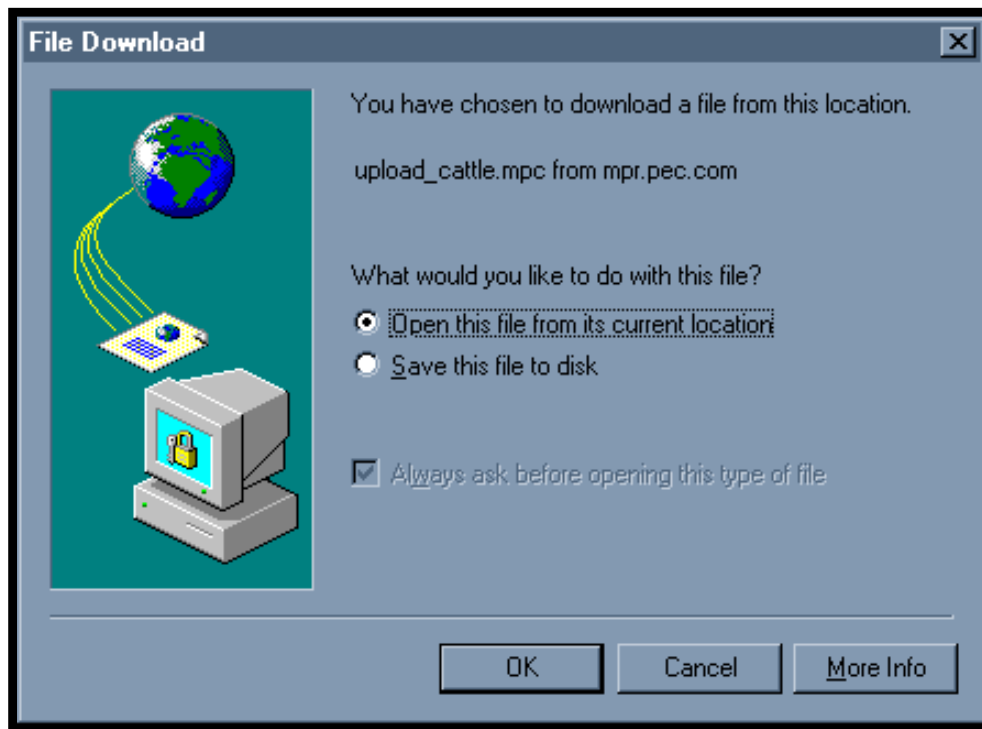 File Download
You have chosen to download a file from this location.
upload_cattle.mpc from mpr.pec.com
What would you like to do with this file?
Open this file from its current location
Save this file to disk
Always ask before opening this type of file
OK
Cancel
More Info